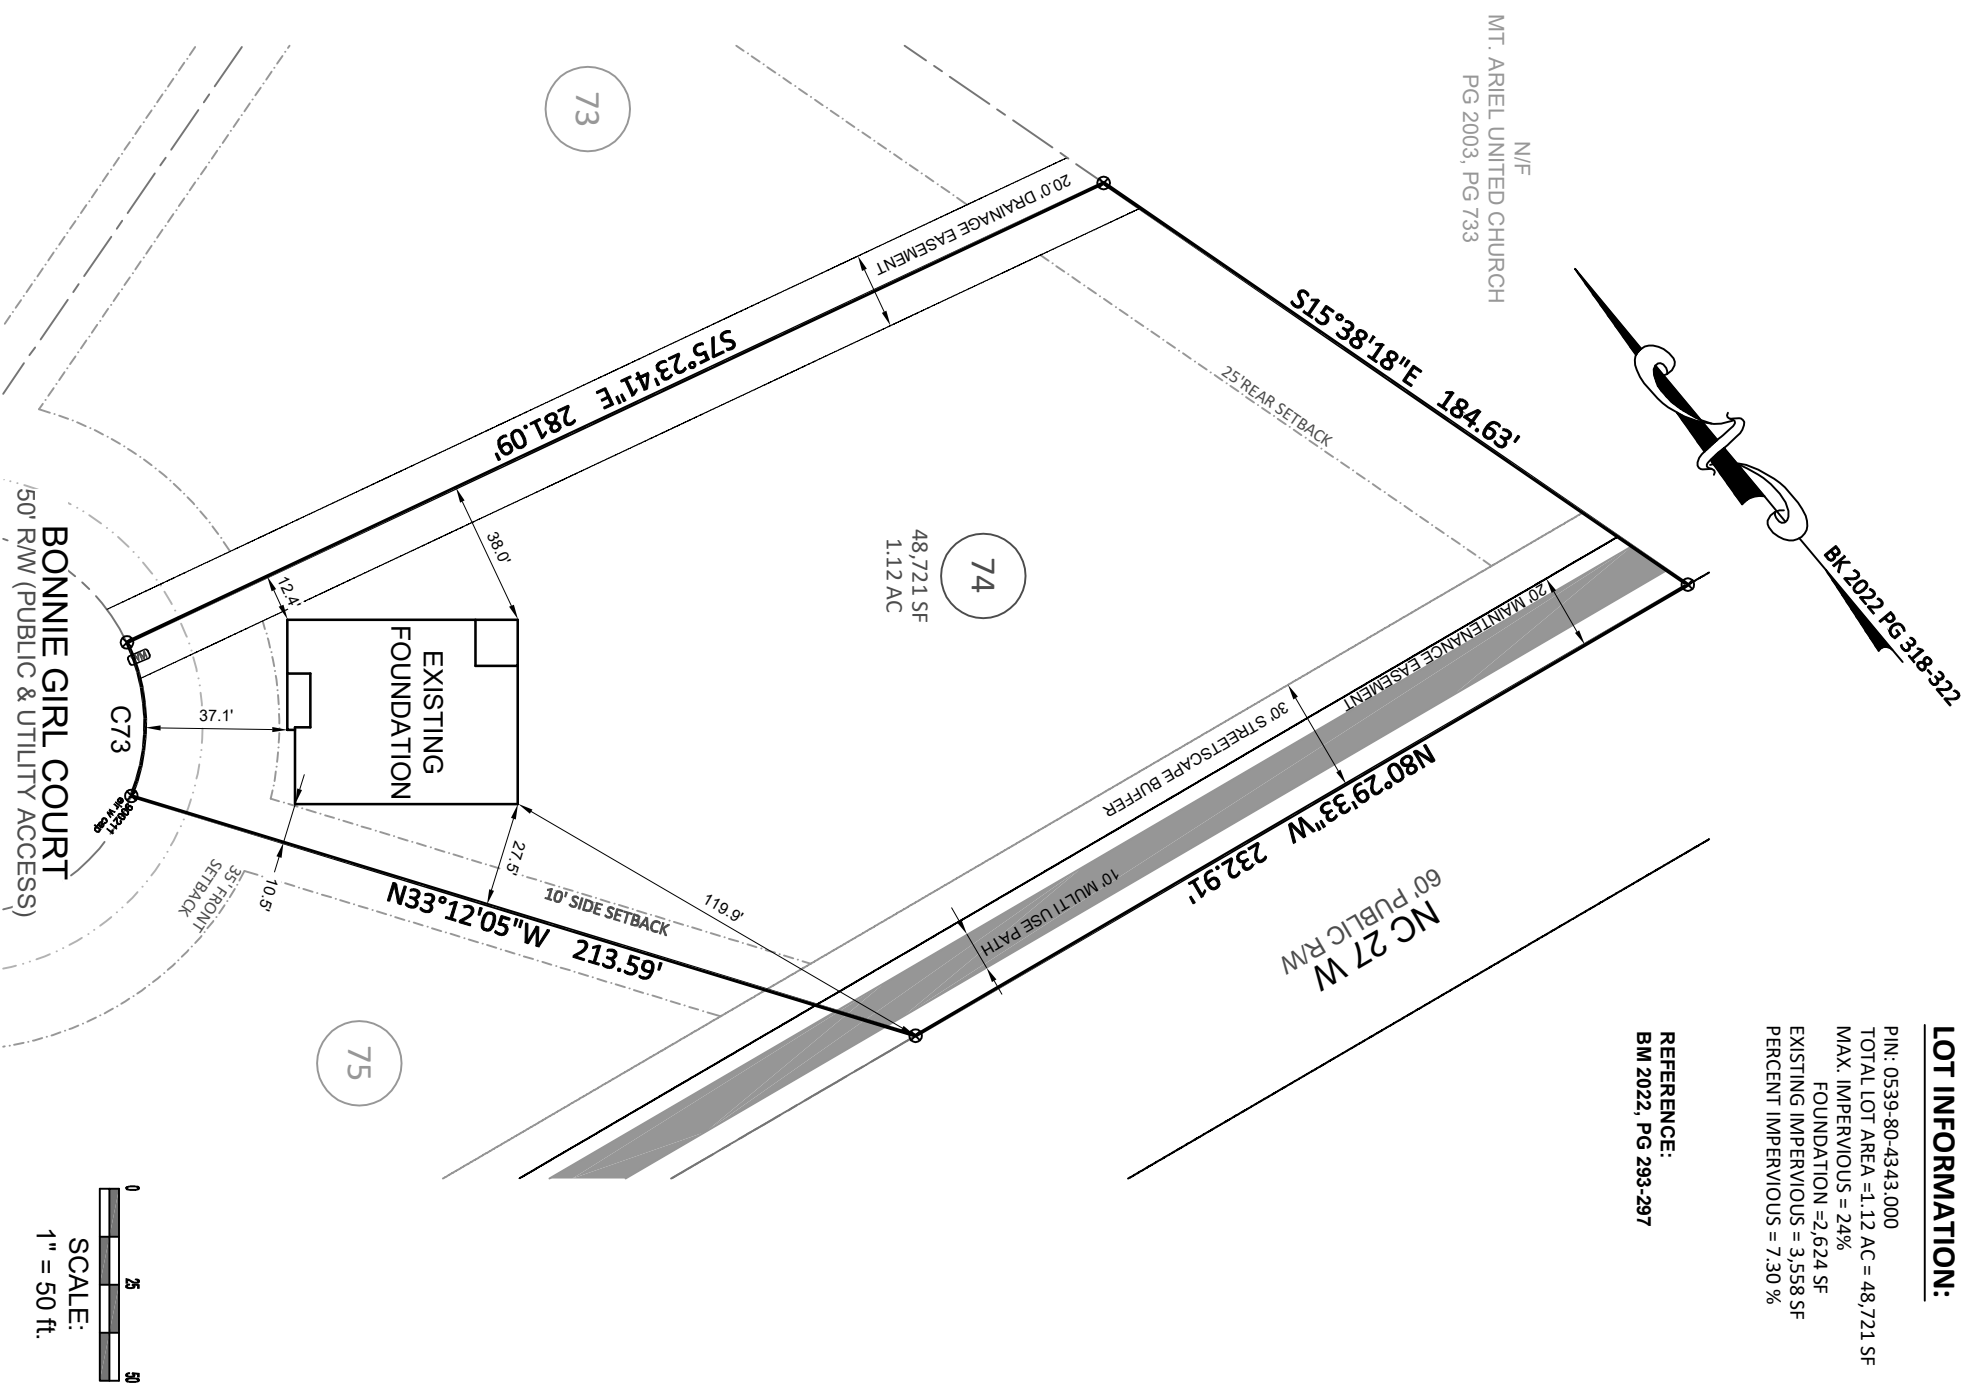 LOT INFORMATION:
PIN: 0539-80-4343.000
TOTAL LOT AREA =1.12 AC = 48,721 SF
MAX. IMPERVIOUS = 24%
FOUNDATION =2,624 SF
EXISTING IMPERVIOUS = 3,558 SF
PERCENT IMPERVIOUS = 7.30 %
REFERENCE:
BM 2022, PG 293-297
BK 2022 PG 318-322
N/F
MT. ARIEL UNITED CHURCH
PG 2003, PG 733
S15°38'18"E 184.63'
25'REAR SETBACK
NC 27 W
60' PUBLIC R/W
N80°29'33"W 232.91'
20' MAINTENANCE EASEMENT
30' STREETSCAPE BUFFER
10' MULTI USE PATH
20.0' DRAINAGE EASEMENT
S75°23'41"E 281.09'
74
48,721 SF
1.12 AC
73
75
38.0'
12.4'
EXISTING
FOUNDATION
37.1'
27.5'
119.9'
10.5'
10' SIDE SETBACK
N33°12'05"W 213.59'
35' FRONT
SETBACK
C73
WM
906211
eir w cap
BONNIE GIRL COURT
50' R/W (PUBLIC & UTILITY ACCESS)
0 25 50
SCALE:
1" = 50 ft.